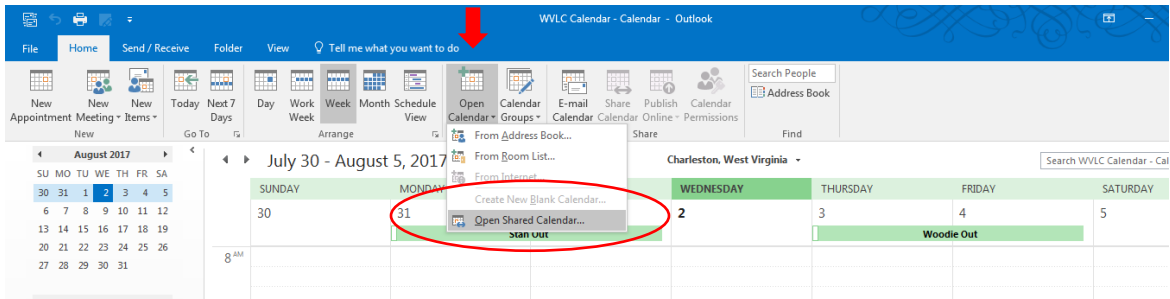 WVLC Calendar - Calendar - Outlook
File Home Send / Receive Folder View Tell me what you want to do
New Appointment
New Meeting
New Items
New
Today
Next 7 Days
Go To
Day
Work Week
Week
Month
Schedule View
Arrange
Open Calendar
Calendar Groups
E-mail Calendar
Share Calendar
Publish Online
Calendar Permissions
Share
Search People
Address Book
Find
From Address Book...
From Room List...
From Internet...
Create New Blank Calendar...
Open Shared Calendar...
August 2017
SU MO TU WE TH FR SA
30 31 1 2 3 4 5
6 7 8 9 10 11 12
13 14 15 16 17 18 19
20 21 22 23 24 25 26
27 28 29 30 31
July 30 - August 5, 2017
Charleston, West Virginia
Search WVLC Calendar - Cal
SUNDAY MONDAY WEDNESDAY THURSDAY FRIDAY SATURDAY
30 31 2 3 4 5
Stan Out
Woodie Out
8 AM